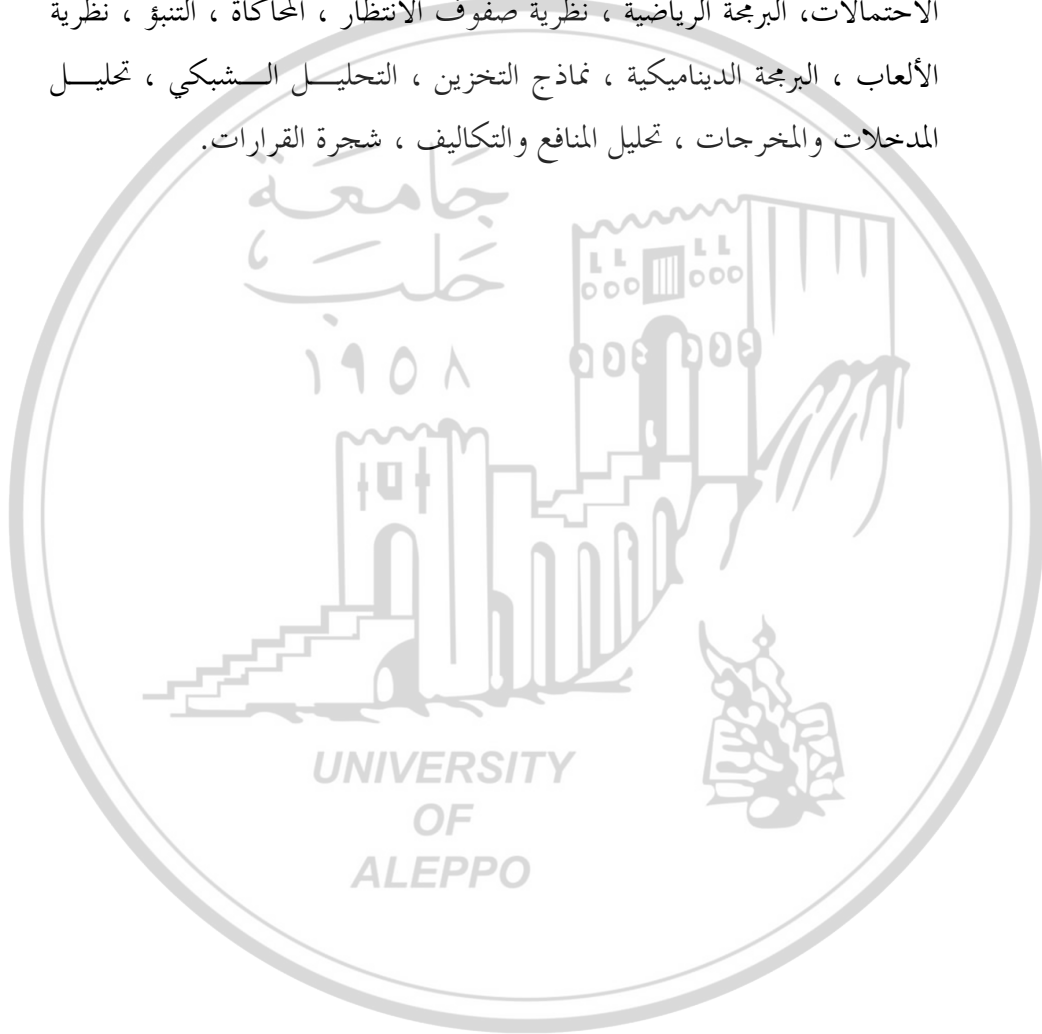 الاحتمالات، البرمجة الرياضية ، نظرية صفوف الانتظار ، المحاكاة ، التنبؤ ، نظرية
الألعاب ، البرمجة الديناميكية ، نماذج التخزين ، التحليل الشبكي ، تحليل
المدخلات والمخرجات ، تحليل المنافع والتكاليف ، شجرة القرارات.
جامعة
حلب
١٩٥٨
UNIVERSITY
OF
ALEPPO